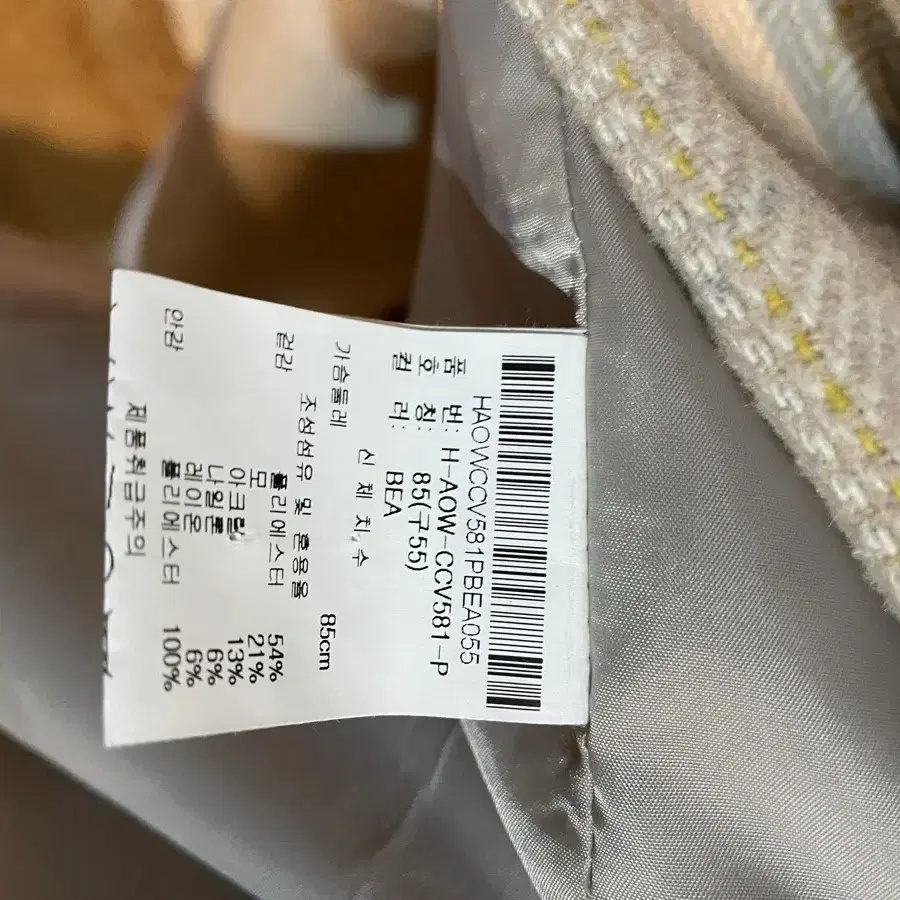 HAOWCCV581PBEA055
품 번: H-AOW-CCV581-P
호 칭: 85(구55)
컬 러: BEA
신 체 치 수
가슴둘레 85cm
조성섬유 및 혼용율
겉감 폴리에스터 54%
모 21%
아크릴 13%
나일론 6%
레이온 6%
안감 폴리에스터 100%
제품취급주의